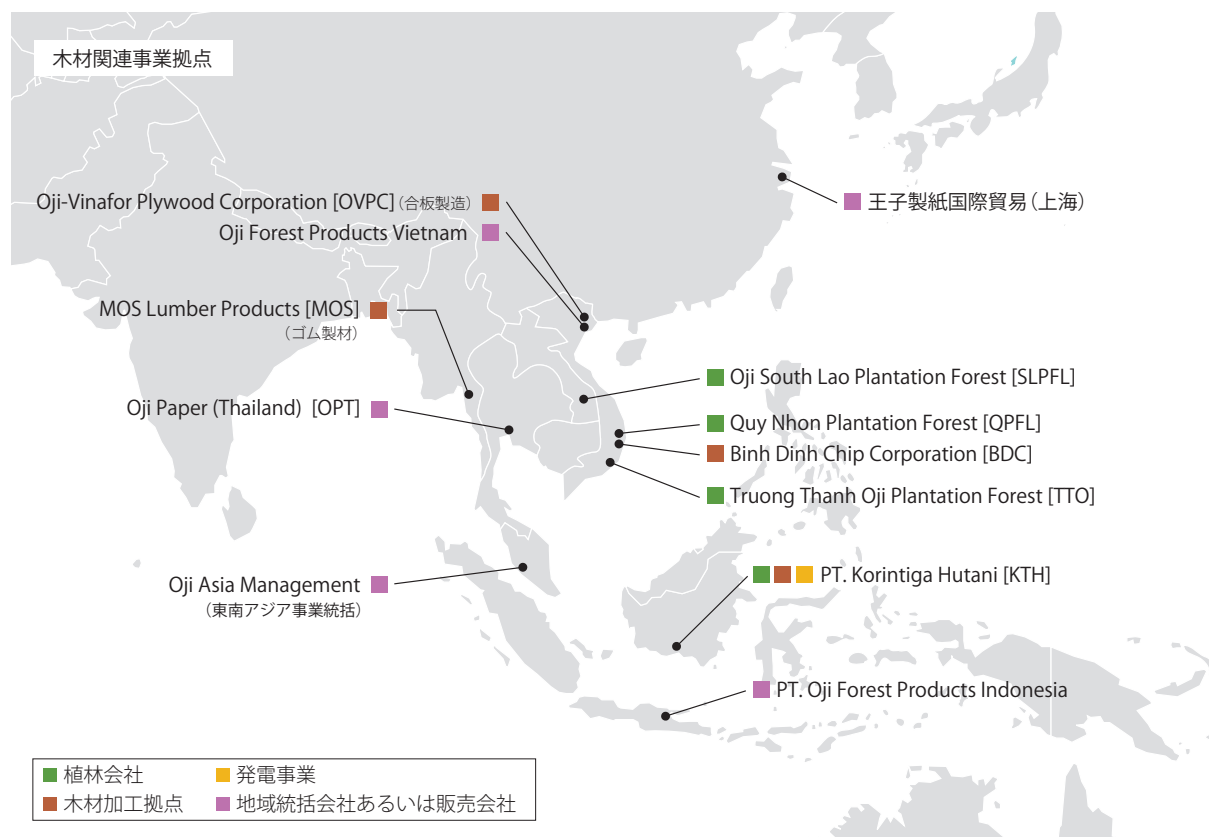 木材関連事業拠点
Oji-Vinafor Plywood Corporation [OVPC](合板製造)
Oji Forest Products Vietnam
王子製紙国際貿易(上海)
MOS Lumber Products [MOS]
(ゴム製材)
Oji Paper (Thailand) [OPT]
Oji South Lao Plantation Forest [SLPFL]
Quy Nhon Plantation Forest [QPFL]
Binh Dinh Chip Corporation [BDC]
Truong Thanh Oji Plantation Forest [TTO]
Oji Asia Management
(東南アジア事業統括)
PT. Korintiga Hutani [KTH]
PT. Oji Forest Products Indonesia
植林会社
発電事業
木材加工拠点
地域統括会社あるいは販売会社